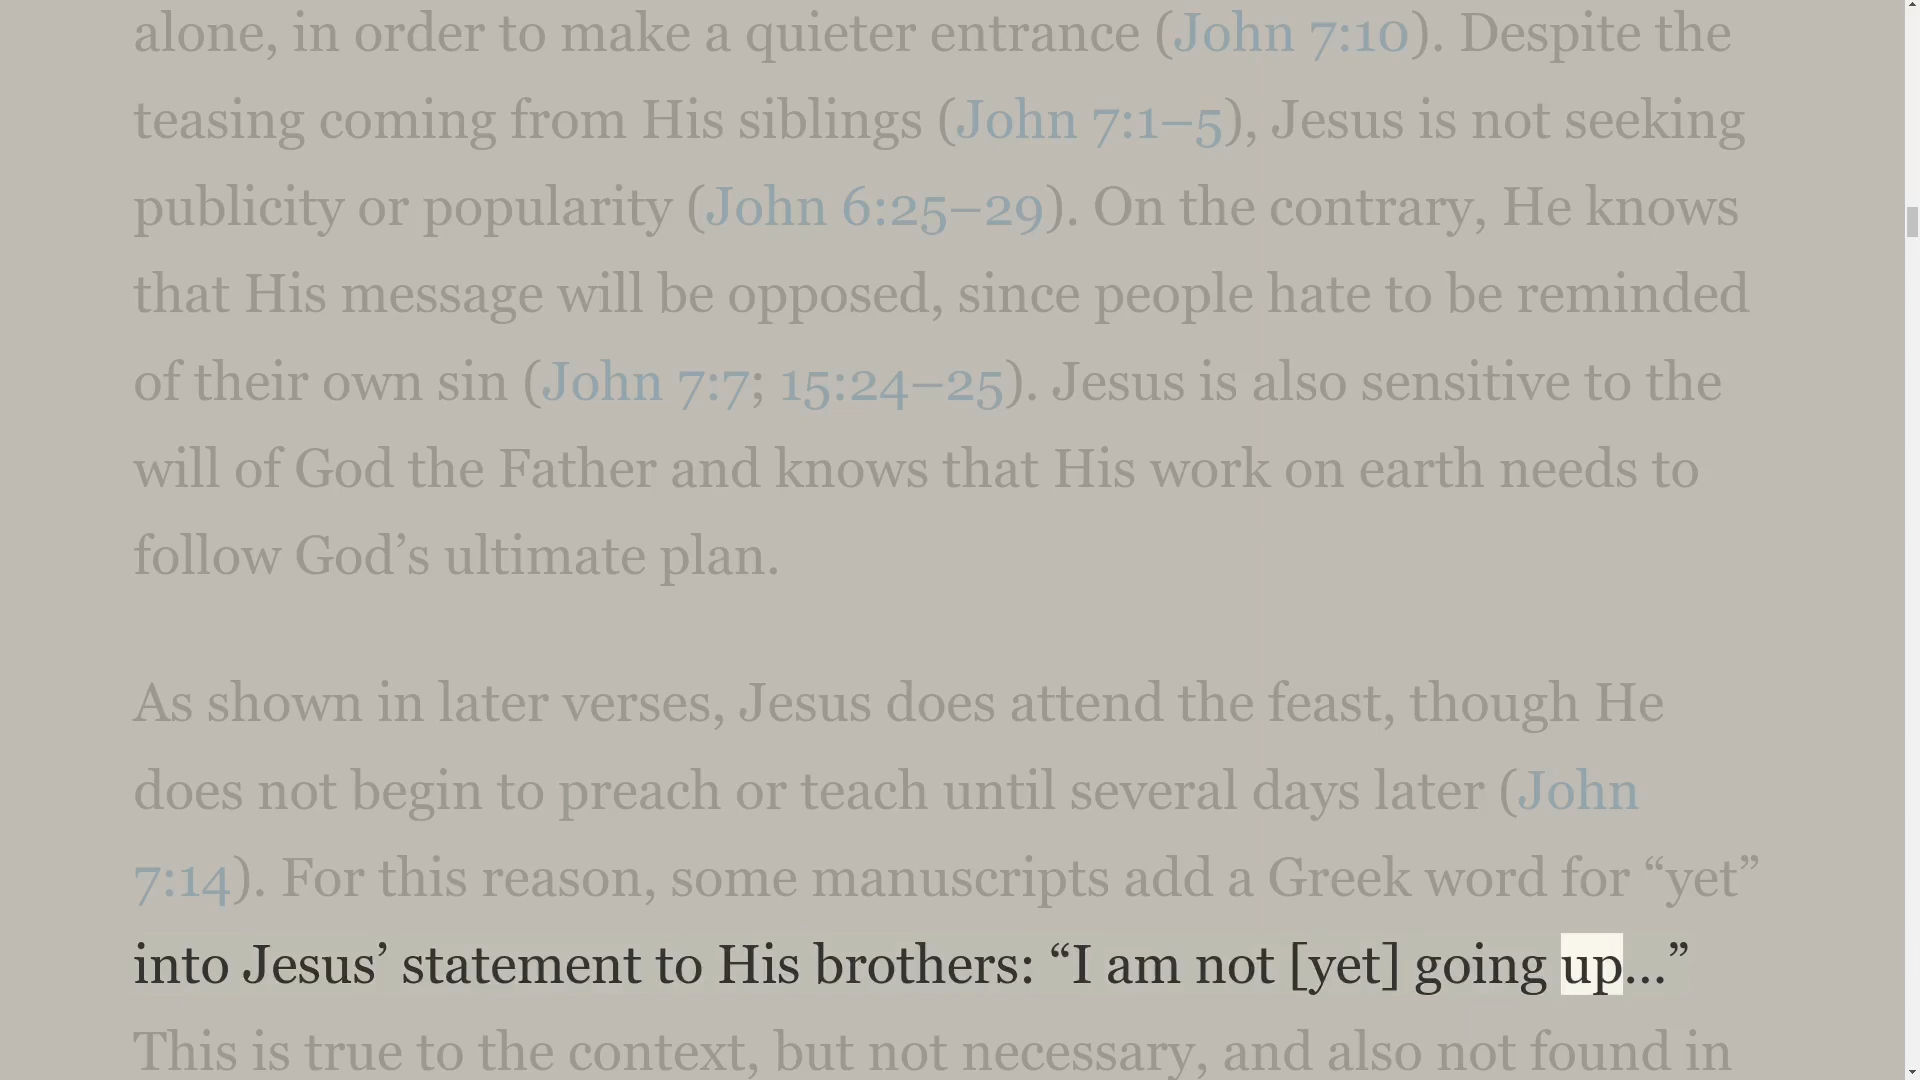 alone, in order to make a quieter entrance (John 7:10). Despite the
teasing coming from His siblings (John 7:1–5), Jesus is not seeking
publicity or popularity (John 6:25–29). On the contrary, He knows
that His message will be opposed, since people hate to be reminded
of their own sin (John 7:7; 15:24–25). Jesus is also sensitive to the
will of God the Father and knows that His work on earth needs to
follow God’s ultimate plan.
As shown in later verses, Jesus does attend the feast, though He
does not begin to preach or teach until several days later (John
7:14). For this reason, some manuscripts add a Greek word for “yet”
into Jesus’ statement to His brothers: “I am not [yet] going up…”
This is true to the context, but not necessary, and also not found in